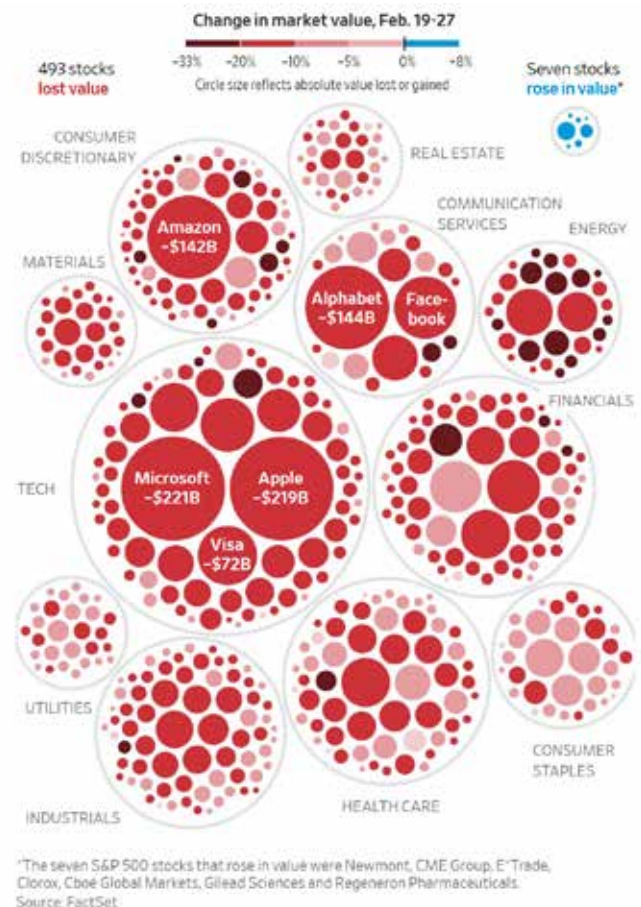 Change in market value, Feb. 19-27
-33% -20% -10% -5% 0% +8%
Circle size reflects absolute value lost or gained
493 stocks
lost value
Seven stocks
rose in value*
CONSUMER
DISCRETIONARY
REAL ESTATE
COMMUNICATION
SERVICES
ENERGY
Amazon
-$142B
MATERIALS
Alphabet
-$144B
Face-
book
FINANCIALS
TECH
Microsoft
-$221B
Apple
-$219B
Visa
-$72B
UTILITIES
INDUSTRIALS
HEALTH CARE
CONSUMER
STAPLES
*The seven S&P 500 stocks that rose in value were Newmont, CME Group, E*Trade,
Clorox, Cboe Global Markets, Gilead Sciences and Regeneron Pharmaceuticals.
Source: FactSet